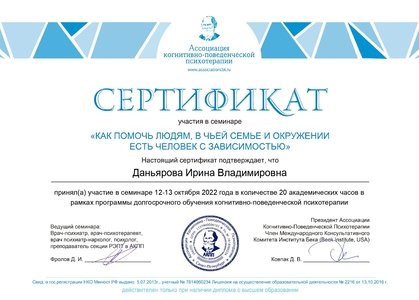 Ассоциация
когнитивно-поведенческой
психотерапии
www.associationcbt.ru
СЕРТИФИКАТ
участия в семинаре
«КАК ПОМОЧЬ ЛЮДЯМ, В ЧЬЕЙ СЕМЬЕ И ОКРУЖЕНИИ
ЕСТЬ ЧЕЛОВЕК С ЗАВИСИМОСТЬЮ»
Настоящий сертификат подтверждает, что
Даньярова Ирина Владимировна
принял(а) участие в семинаре 12-13 октября 2022 года в количестве 20 академических часов в
рамках программы долгосрочного обучения когнитивно-поведенческой психотерапии.
Ведущий семинара:
Врач-психиатр, врач-психотерапевт,
врач психиатр-нарколог, психолог,
преподаватель секции РЭПТ в АКПП
Фролов Д. И.
Президент Ассоциации
Когнитивно-Поведенческой Психотерапии
Член Международного Консультативного
Комитета Института Бека (Beck-Institute, USA)
Ковпак Д. В.
АКПП
Свид. о гос.регистрации НКО Минюст РФ выдано 5.07.2013г., учетный № 7814060234 Лицензия на осуществление образовательной деятельности № 2218 от 13.10.2016 г.
действителен только при наличии диплома о высшем образовании